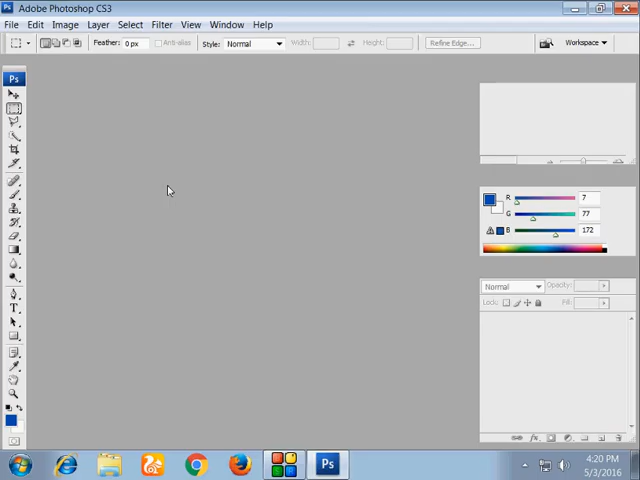 Ps Adobe Photoshop CS3
File Edit Image Layer Select Filter View Window Help
Feather: 0 px Anti-alias Style: Normal Width: Height: Refine Edge... Workspace
Ps
R 7
G 77
B 172
Normal Opacity:
Lock: Fill:
T
Ps 4:20 PM
5/3/2016